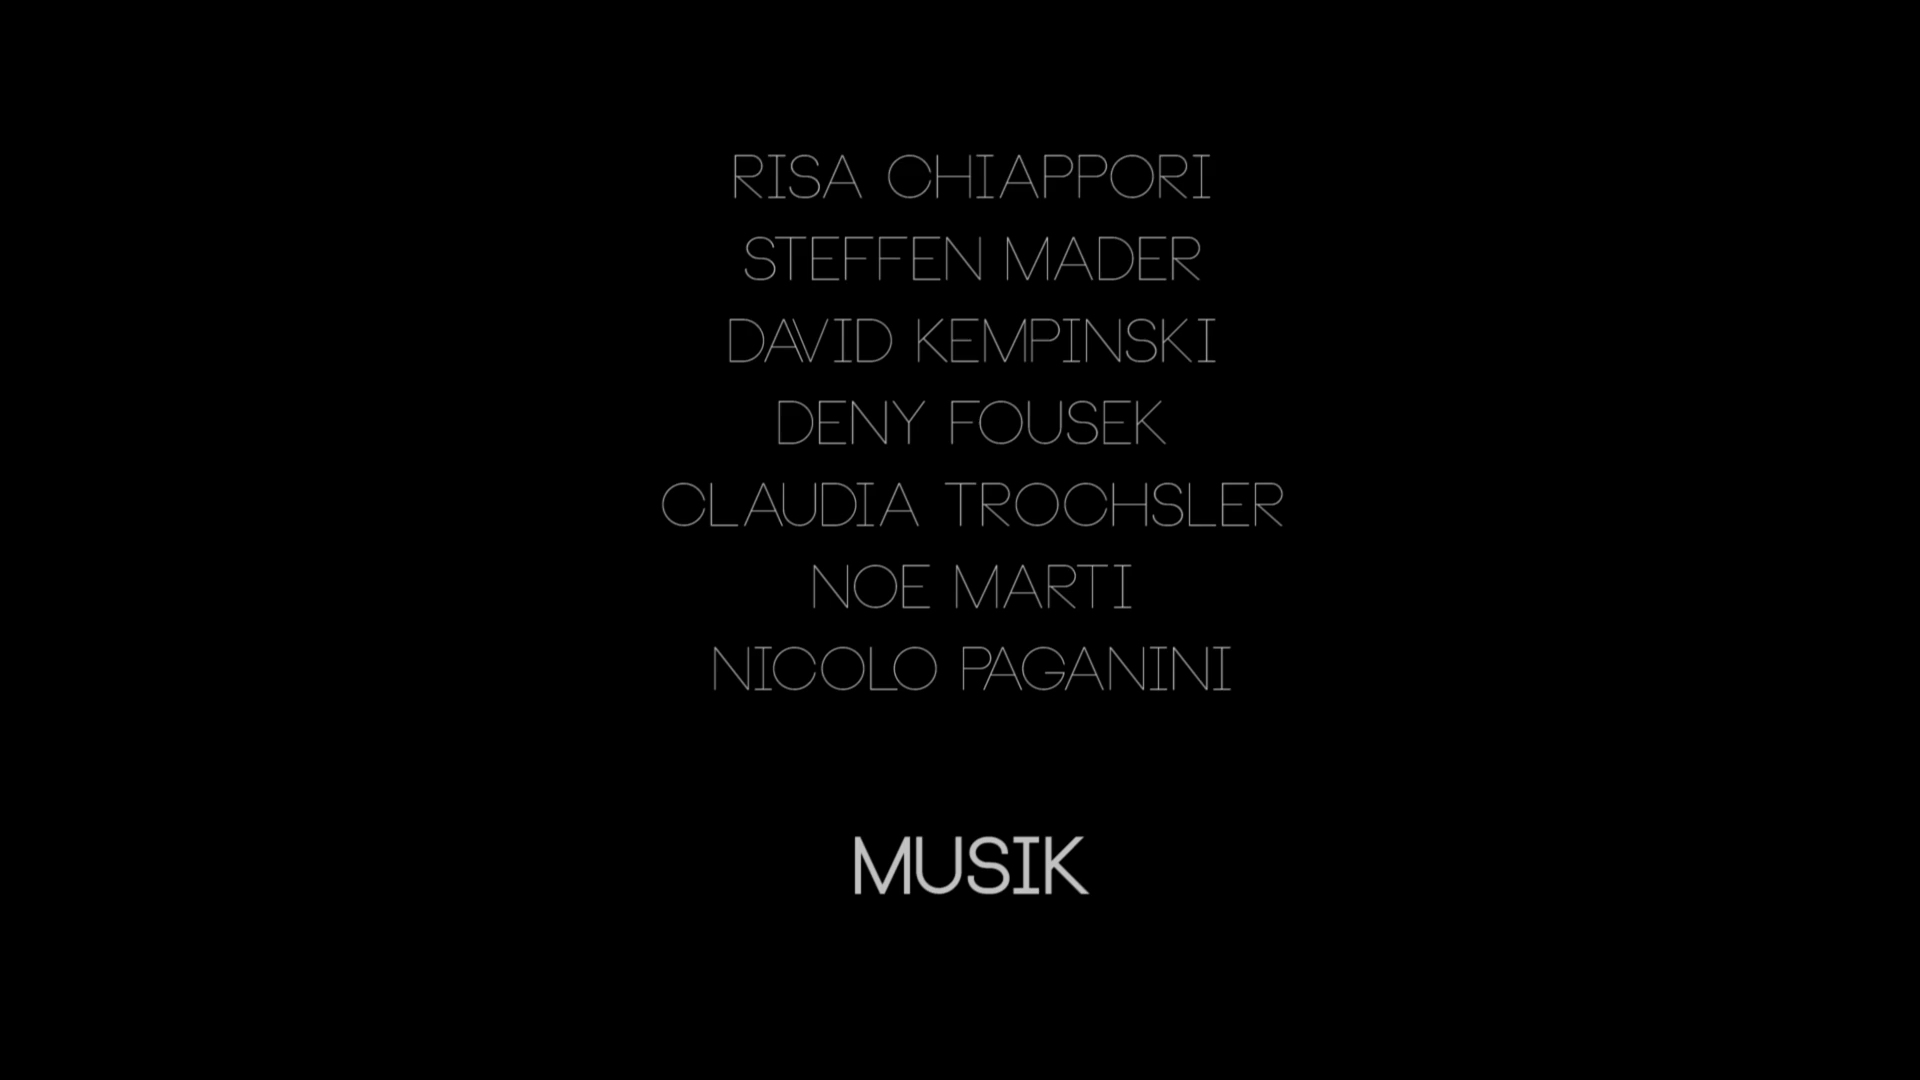 RISA CHIAPPORI
STEFFEN MADER
DAVID KEMPINSKI
DENY FOUSEK
CLAUDIA TROCHSLER
NOE MARTI
NICOLO PAGANINI
MUSIK